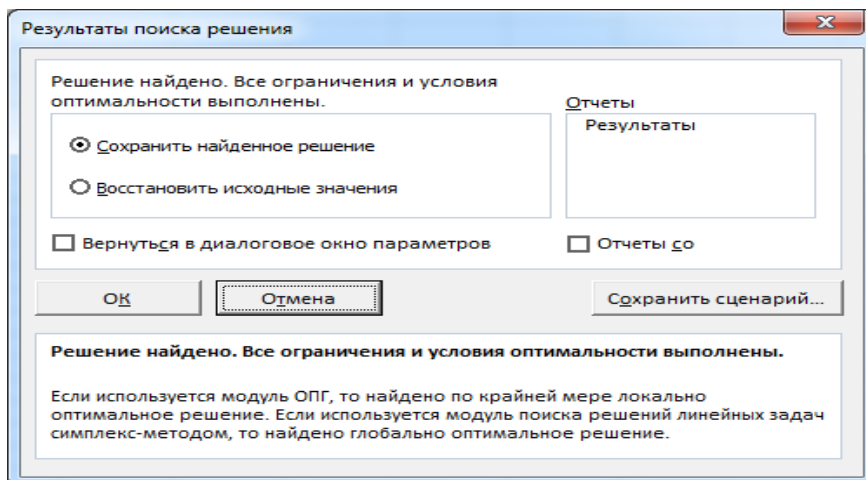 Результаты поиска решения
Решение найдено. Все ограничения и условия
оптимальности выполнены.
Отчеты
Результаты
Сохранить найденное решение
Восстановить исходные значения
Вернуться в диалоговое окно параметров
Отчеты со
ОК
Отмена
Сохранить сценарий...
Решение найдено. Все ограничения и условия оптимальности выполнены.
Если используется модуль ОПГ, то найдено по крайней мере локально
оптимальное решение. Если используется модуль поиска решений линейных задач
симплекс-методом, то найдено глобально оптимальное решение.